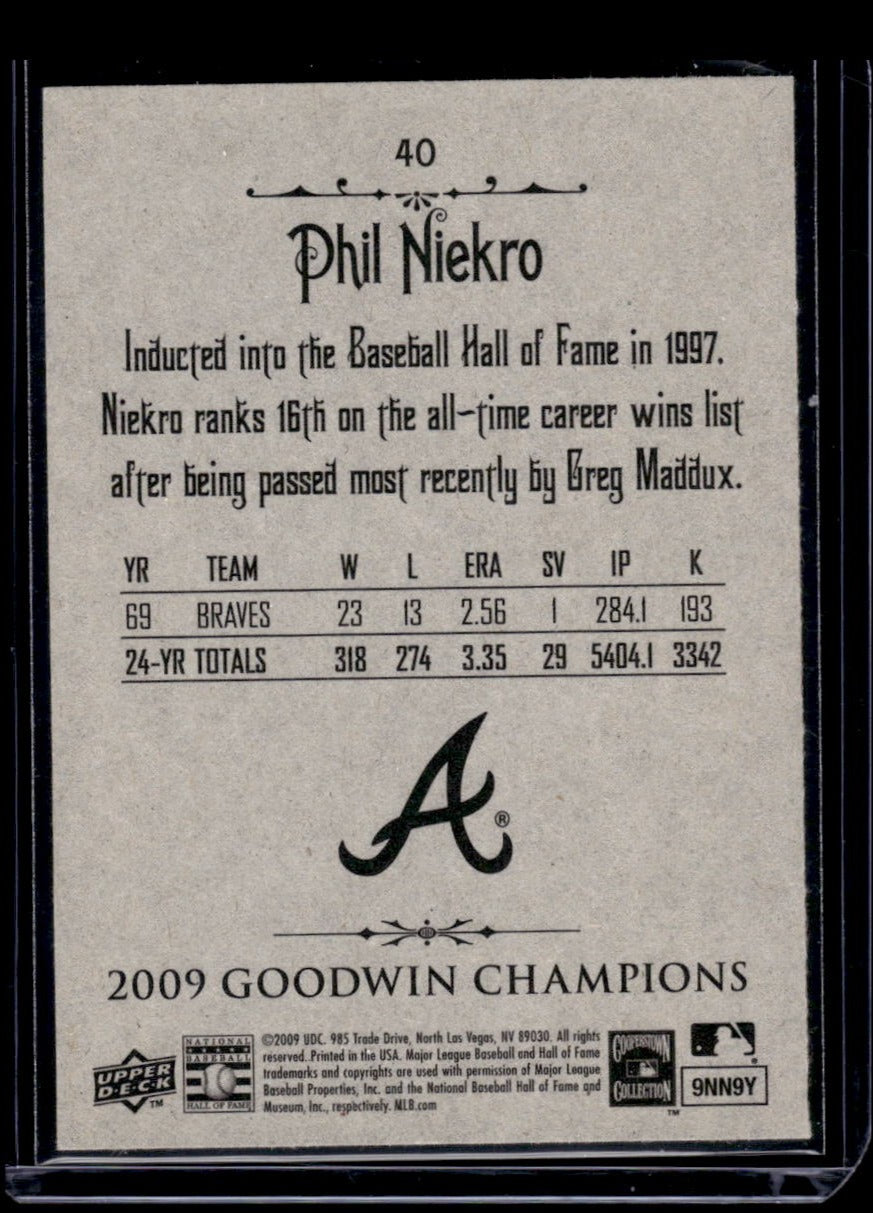 40
Phil Niekro
Inducted into the Baseball Hall of Fame in 1997.
Niekro ranks 16th on the all-time career wins list
after being passed most recently by Greg Maddux.
YR TEAM W L ERA SV IP K
69 BRAVES 23 13 2.56 1 284.1 193
24-YR TOTALS 318 274 3.35 29 5404.1 3342
A ®
2009 GOODWIN CHAMPIONS
UPPER
D·E·C·K
TM
NATIONAL
BASEBALL
HALL OF FAME
©2009 UDC. 985 Trade Drive, North Las Vegas, NV 89030. All rights
reserved. Printed in the USA. Major League Baseball and Hall of Fame
trademarks and copyrights are used with permission of Major League
Baseball Properties, Inc. and the National Baseball Hall of Fame and
Museum, Inc., respectively. MLB.com
COOPERSTOWN
COLLECTION
TM
9NN9Y